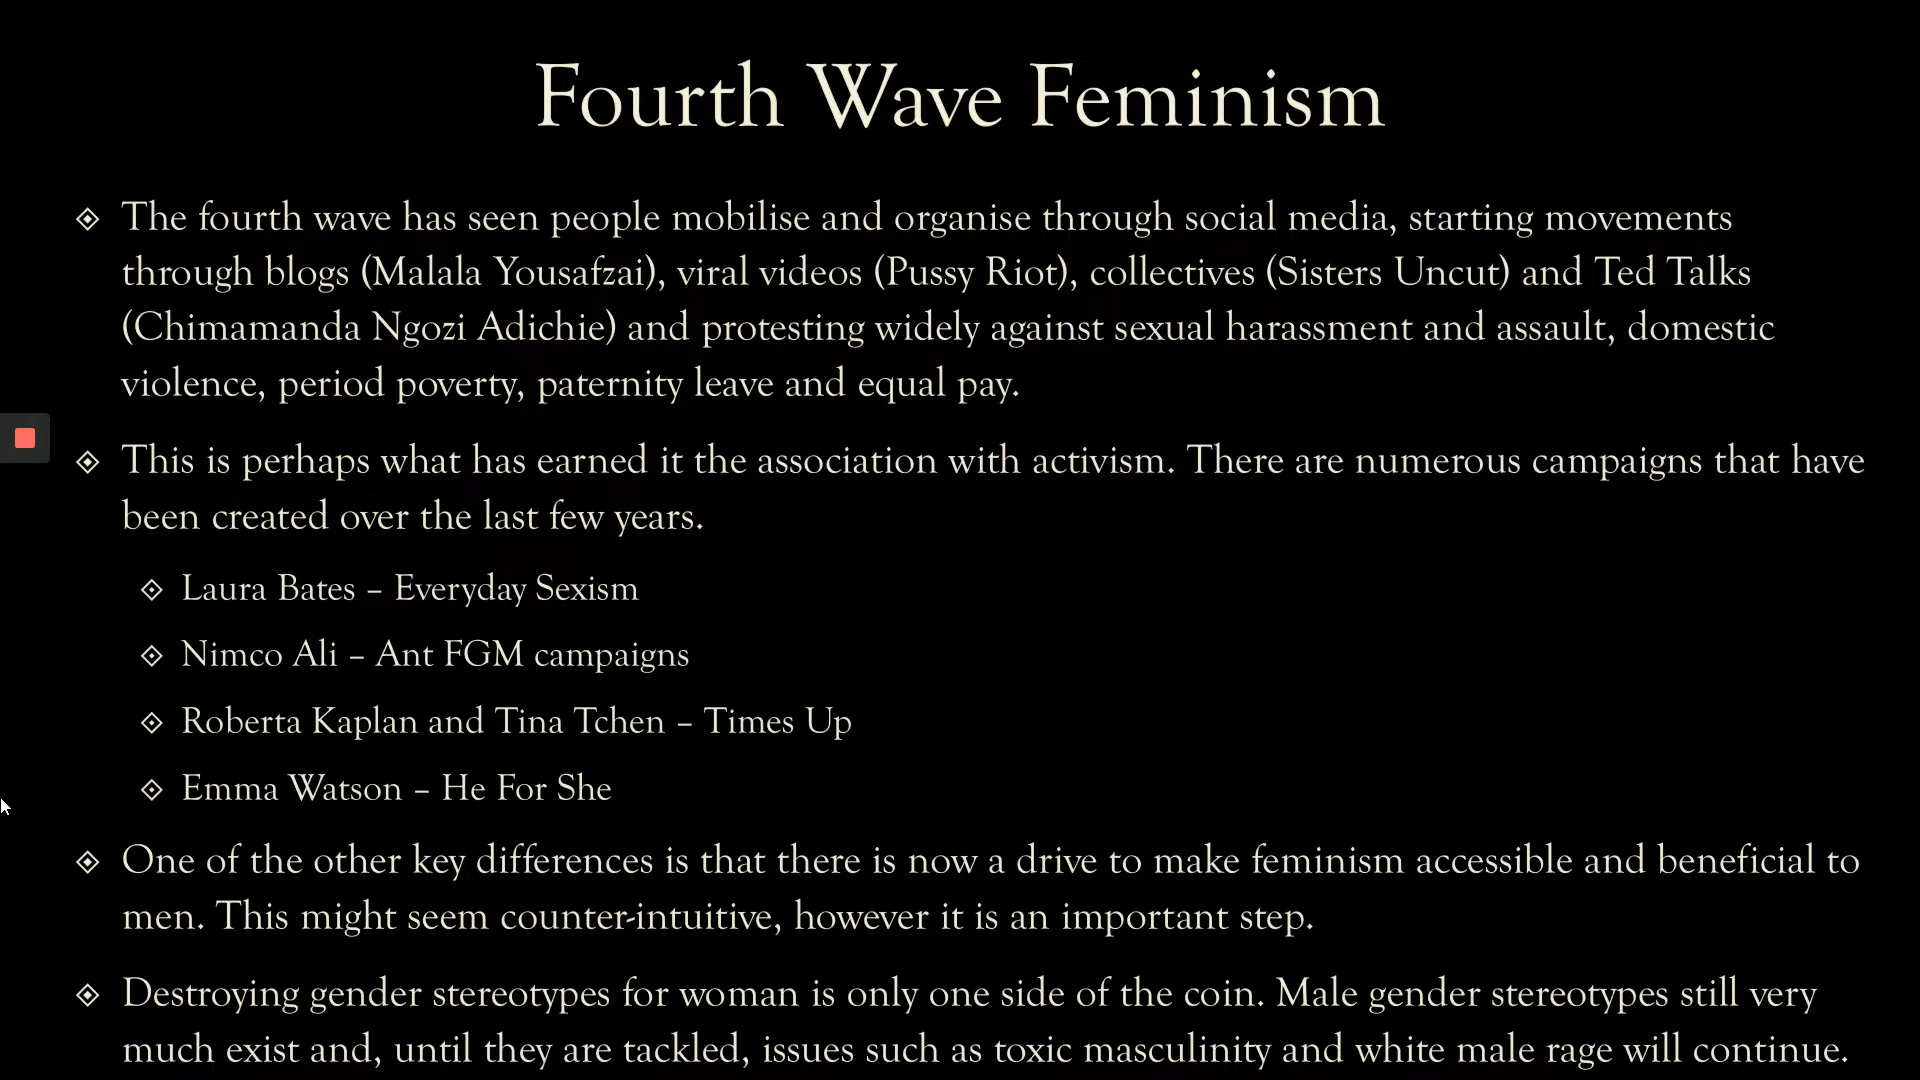 Fourth Wave Feminism
The fourth wave has seen people mobilise and organise through social media, starting movements
through blogs (Malala Yousafzai), viral videos (Pussy Riot), collectives (Sisters Uncut) and Ted Talks
(Chimamanda Ngozi Adichie) and protesting widely against sexual harassment and assault, domestic
violence, period poverty, paternity leave and equal pay.
This is perhaps what has earned it the association with activism. There are numerous campaigns that have
been created over the last few years.
Laura Bates – Everyday Sexism
Nimco Ali – Ant FGM campaigns
Roberta Kaplan and Tina Tchen – Times Up
Emma Watson – He For She
One of the other key differences is that there is now a drive to make feminism accessible and beneficial to
men. This might seem counter-intuitive, however it is an important step.
Destroying gender stereotypes for woman is only one side of the coin. Male gender stereotypes still very
much exist and, until they are tackled, issues such as toxic masculinity and white male rage will continue.